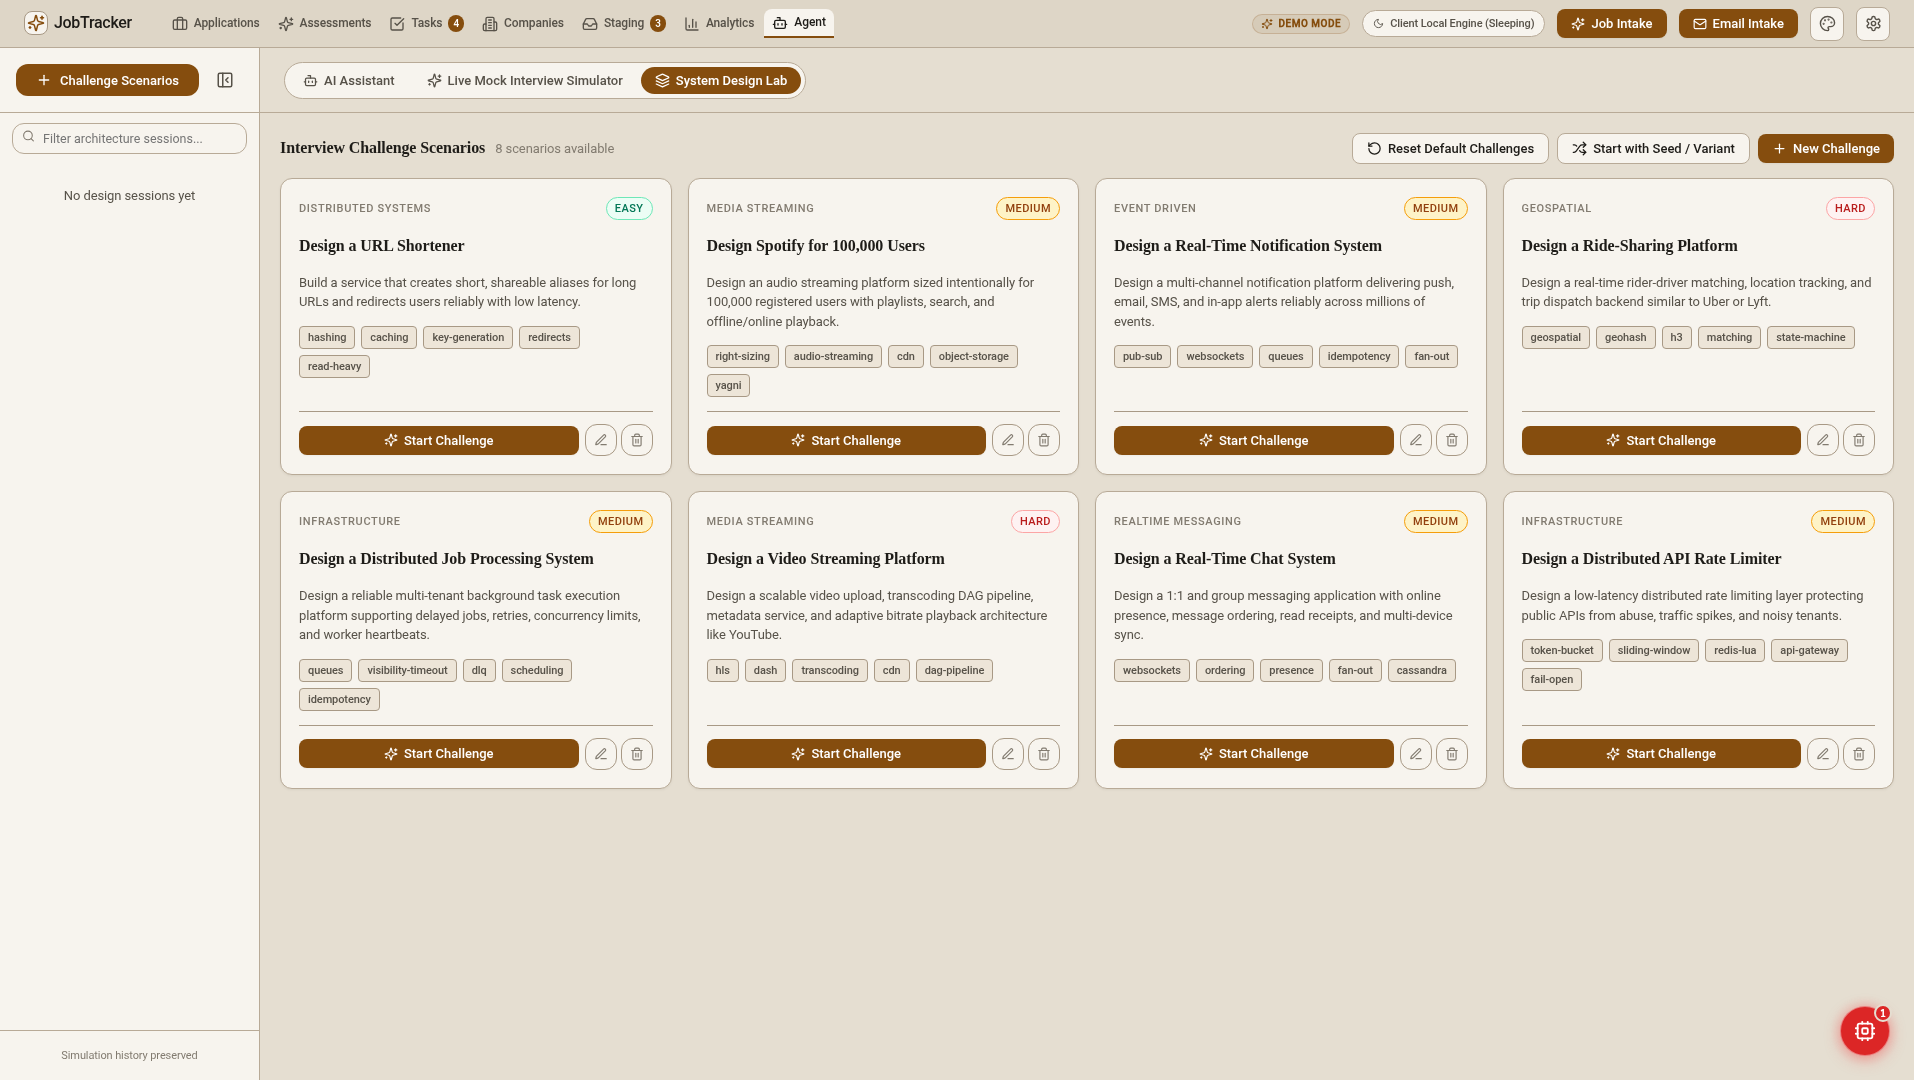 JobTracker
Applications
Assessments
Tasks 4
Companies
Staging 3
Analytics
Agent
DEMO MODE
Client Local Engine (Sleeping)
Job Intake
Email Intake
Challenge Scenarios
AI Assistant
Live Mock Interview Simulator
System Design Lab
Filter architecture sessions...
No design sessions yet
Interview Challenge Scenarios
8 scenarios available
Reset Default Challenges
Start with Seed / Variant
New Challenge
DISTRIBUTED SYSTEMS
EASY
Design a URL Shortener
Build a service that creates short, shareable aliases for long
URLs and redirects users reliably with low latency.
hashing
caching
key-generation
redirects
read-heavy
Start Challenge
MEDIA STREAMING
MEDIUM
Design Spotify for 100,000 Users
Design an audio streaming platform sized intentionally for
100,000 registered users with playlists, search, and
offline/online playback.
right-sizing
audio-streaming
cdn
object-storage
yagni
Start Challenge
EVENT DRIVEN
MEDIUM
Design a Real-Time Notification System
Design a multi-channel notification platform delivering push,
email, SMS, and in-app alerts reliably across millions of
events.
pub-sub
websockets
queues
idempotency
fan-out
Start Challenge
GEOSPATIAL
HARD
Design a Ride-Sharing Platform
Design a real-time rider-driver matching, location tracking, and
trip dispatch backend similar to Uber or Lyft.
geospatial
geohash
h3
matching
state-machine
Start Challenge
INFRASTRUCTURE
MEDIUM
Design a Distributed Job Processing System
Design a reliable multi-tenant background task execution
platform supporting delayed jobs, retries, concurrency limits,
and worker heartbeats.
queues
visibility-timeout
dlq
scheduling
idempotency
Start Challenge
MEDIA STREAMING
HARD
Design a Video Streaming Platform
Design a scalable video upload, transcoding DAG pipeline,
metadata service, and adaptive bitrate playback architecture
like YouTube.
hls
dash
transcoding
cdn
dag-pipeline
Start Challenge
REALTIME MESSAGING
MEDIUM
Design a Real-Time Chat System
Design a 1:1 and group messaging application with online
presence, message ordering, read receipts, and multi-device
sync.
websockets
ordering
presence
fan-out
cassandra
Start Challenge
INFRASTRUCTURE
MEDIUM
Design a Distributed API Rate Limiter
Design a low-latency distributed rate limiting layer protecting
public APIs from abuse, traffic spikes, and noisy tenants.
token-bucket
sliding-window
redis-lua
api-gateway
fail-open
Start Challenge
1
Simulation history preserved